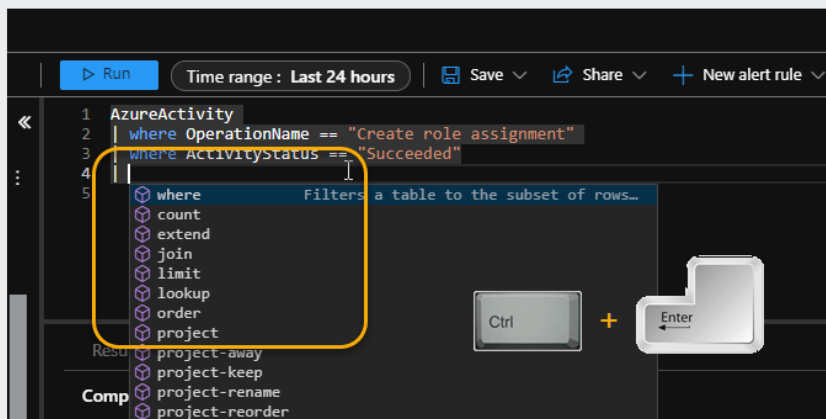 Run
Time range : Last 24 hours
Save
Share
New alert rule
1 AzureActivity
2 | where OperationName == "Create role assignment"
3 | where ActivityStatus == "Succeeded"
4 |
5
where Filters a table to the subset of rows…
count
extend
join
limit
lookup
order
project
project-away
project-keep
project-rename
project-reorder
Ctrl + Enter
Resu
Comp